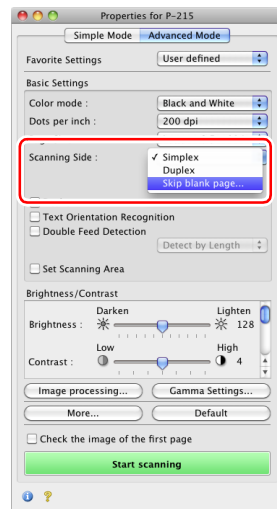 Properties for P-215
Simple Mode Advanced Mode
Favorite Settings User defined
Basic Settings
Color mode : Black and White
Dots per inch : 200 dpi
Scanning Side : ✓ Simplex
Duplex
Skip blank page...
Text Orientation Recognition
Double Feed Detection
Detect by Length
Set Scanning Area
Brightness/Contrast
Darken Lighten
Brightness : 128
Low High
Contrast : 4
Image processing... Gamma Settings...
More... Default
Check the image of the first page
Start scanning